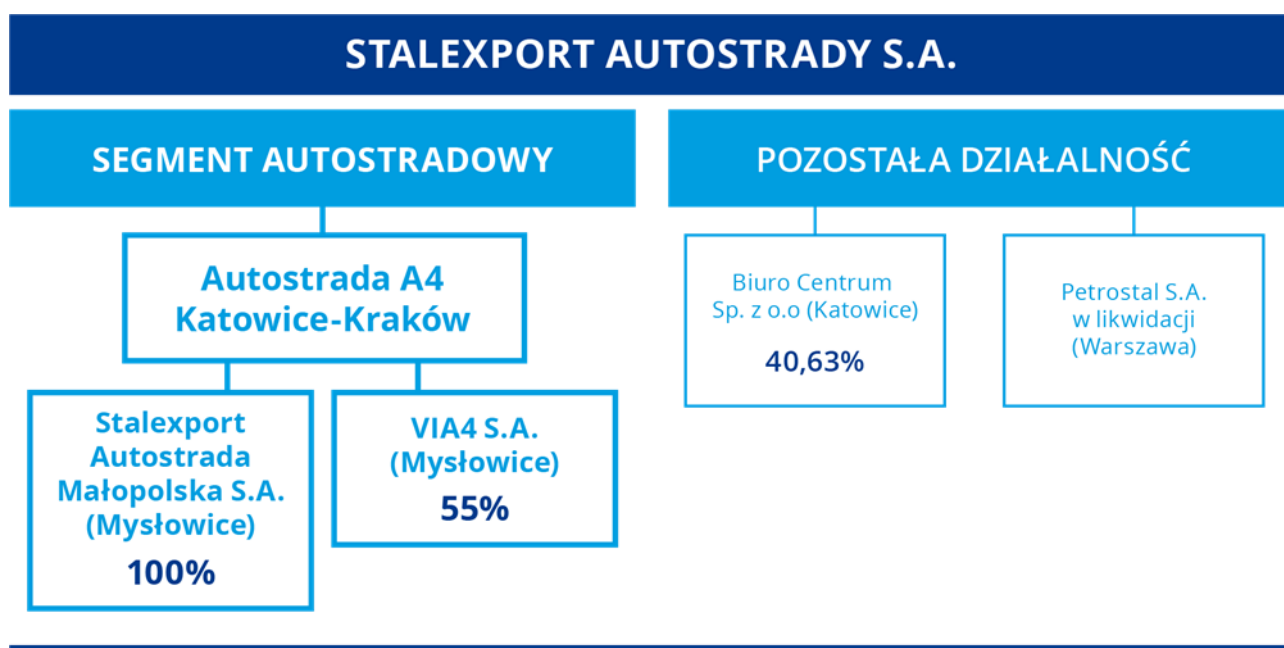 STALEXPORT AUTOSTRADY S.A.
SEGMENT AUTOSTRADOWY
Autostrada A4
Katowice-Kraków
Stalexport
Autostrada
Małopolska S.A.
(Mysłowice)
100%
VIA4 S.A.
(Mysłowice)
55%
POZOSTAŁA DZIAŁALNOŚĆ
Biuro Centrum
Sp. z o.o (Katowice)
40,63%
Petrostal S.A.
w likwidacji
(Warszawa)